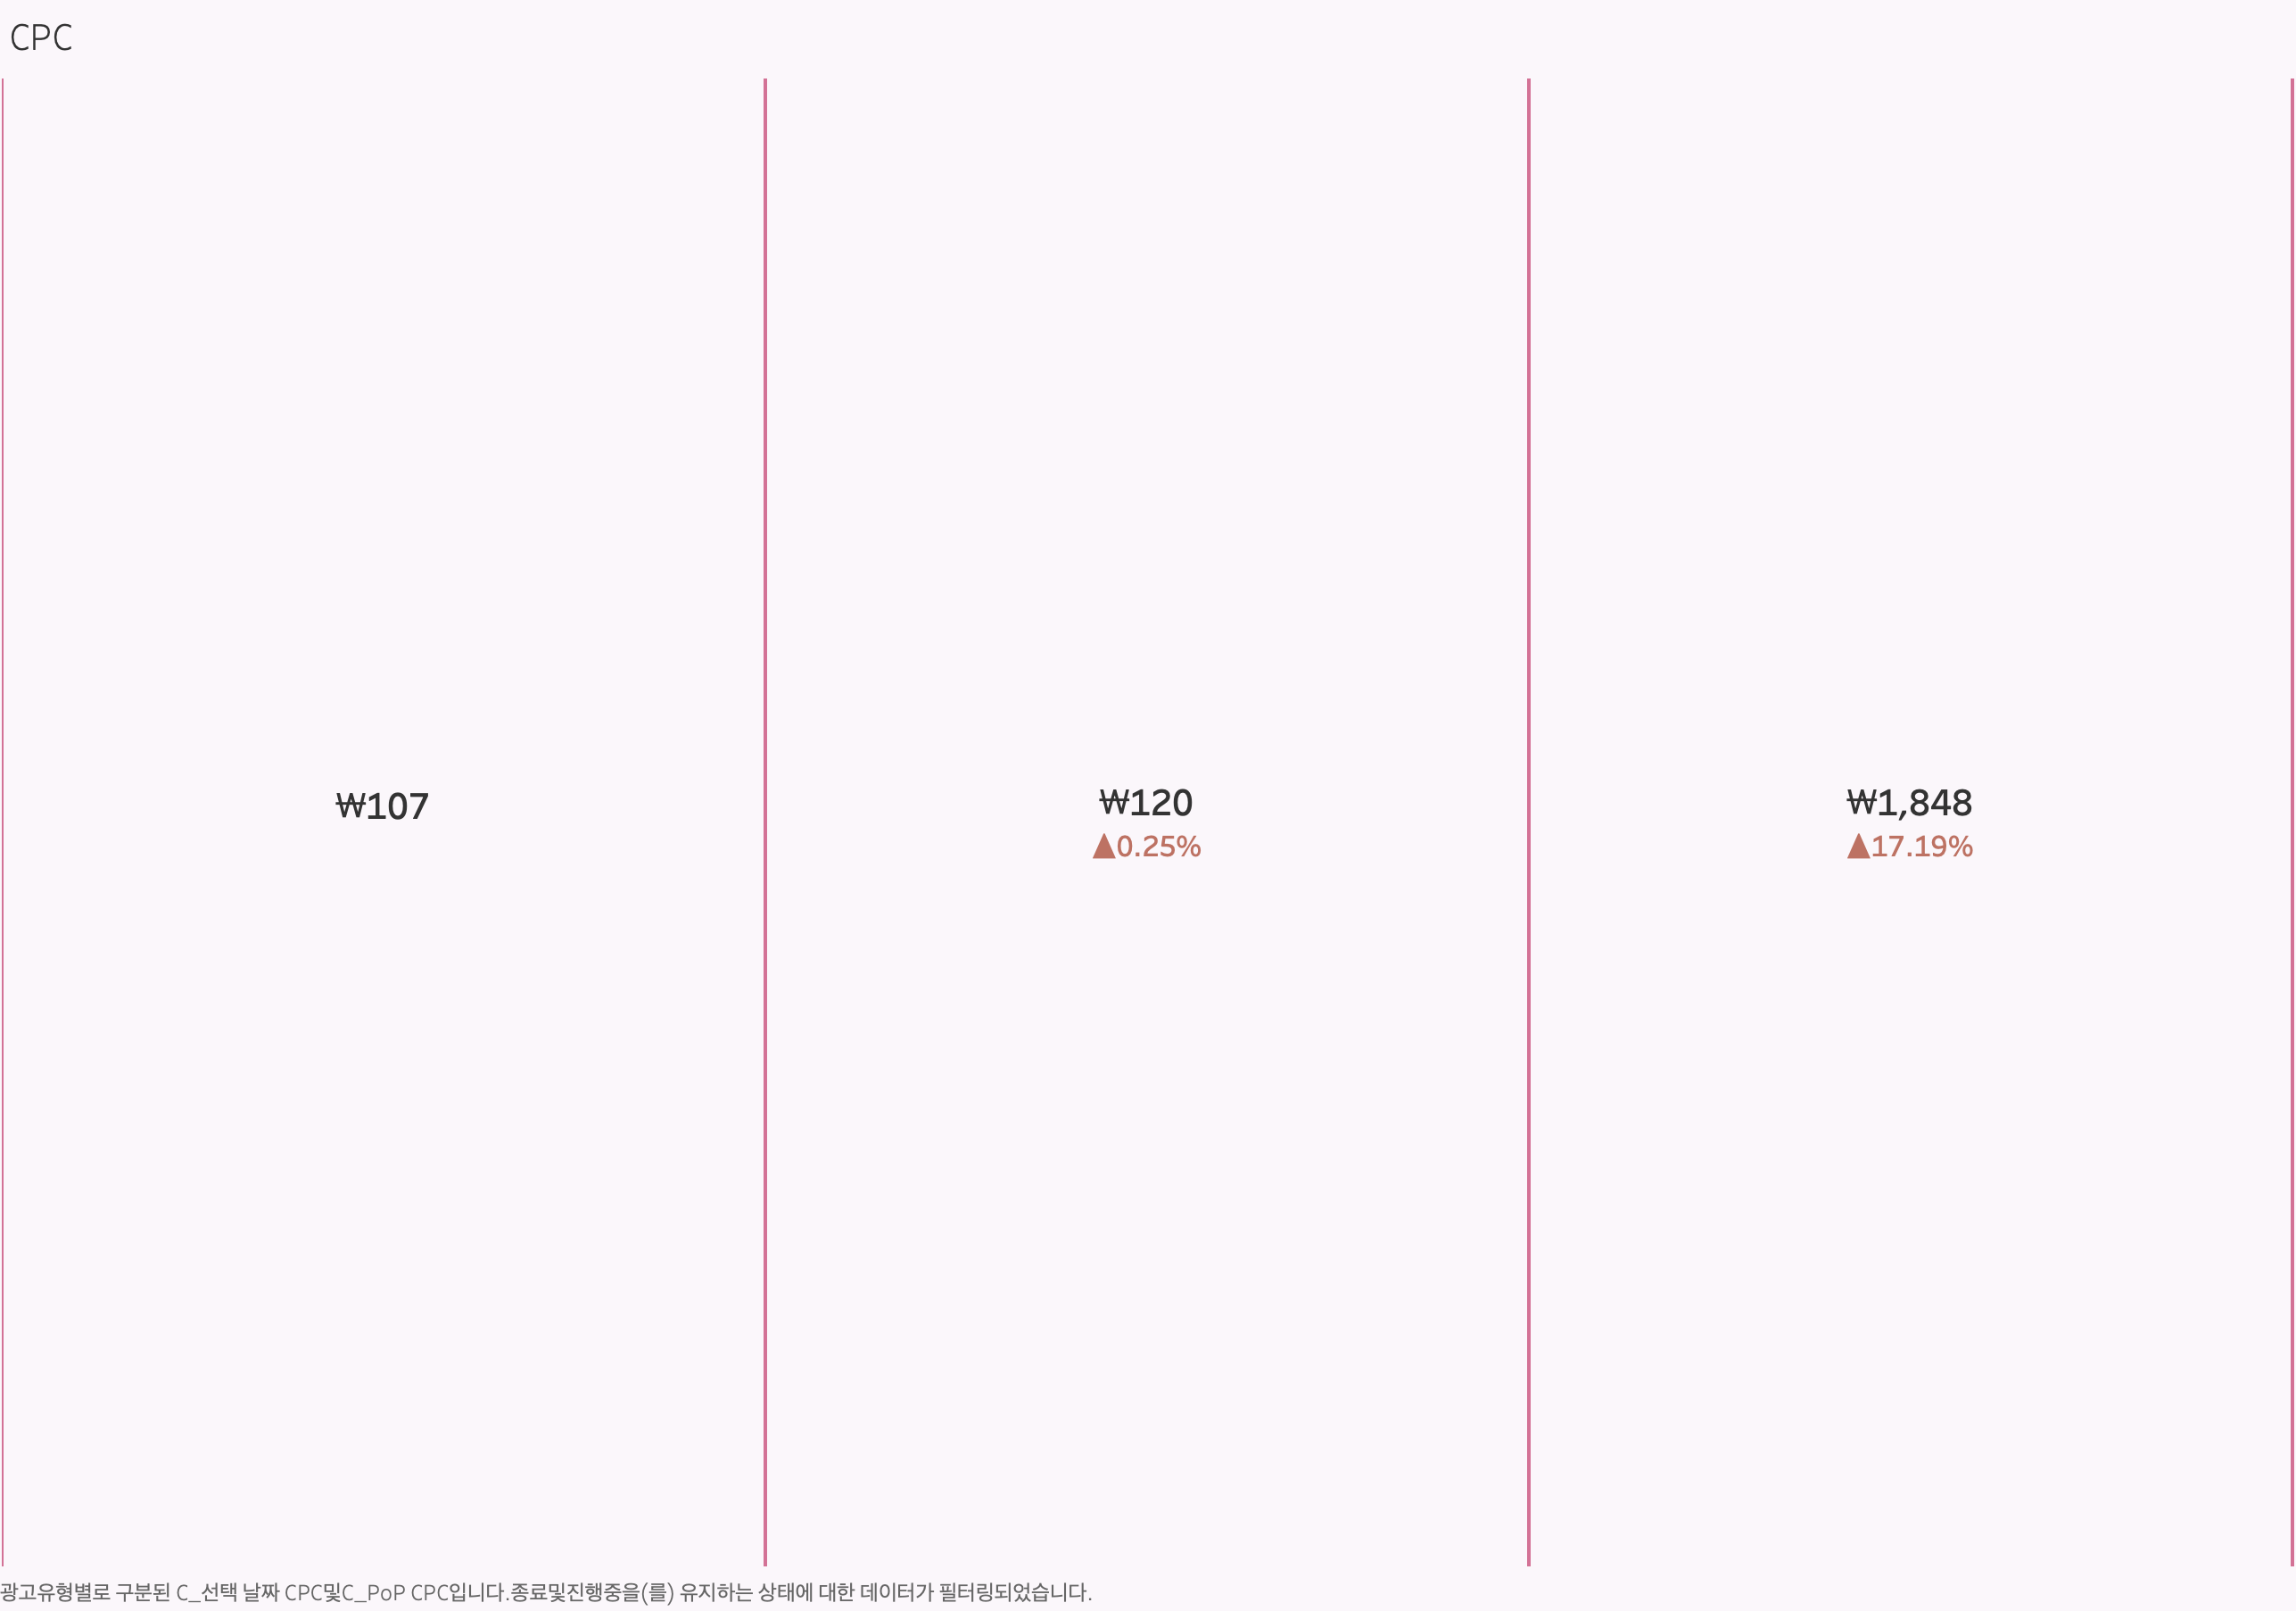 CPC
₩107
₩120
▲0.25%
₩1,848
▲17.19%
광고유형별로 구분된 C_선택 날짜 CPC및C_PoP CPC입니다.종료및진행중을(를) 유지하는 상태에 대한 데이터가 필터링되었습니다.